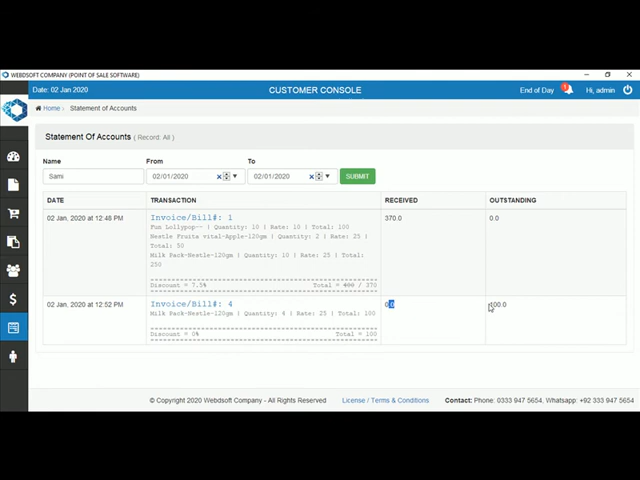 WEBDSOFT COMPANY (POINT OF SALE SOFTWARE)
Date: 02 Jan 2020
CUSTOMER CONSOLE
End of Day
Hi, admin
Home
Statement of Accounts
Statement Of Accounts ( Record: All )
Name
From
To
Sami
02/01/2020
02/01/2020
SUBMIT
DATE
TRANSACTION
RECEIVED
OUTSTANDING
02 Jan, 2020 at 12:48 PM
Invoice/Bill#: 1
Fun Lollypop-- | Quantity: 10 | Rate: 10 | Total: 100
Nestle Fruita vital-Apple-120gm | Quantity: 2 | Rate: 25 |
Total: 50
Milk Pack-Nestle-120gm | Quantity: 10 | Rate: 25 | Total:
250
Discount = 7.5%
Total = 400 / 370
370.0
0.0
02 Jan, 2020 at 12:52 PM
Invoice/Bill#: 4
Milk Pack-Nestle-120gm | Quantity: 4 | Rate: 25 | Total: 100
Discount = 0%
Total = 100
0.0
100.0
© Copyright 2020 Webdsoft Company - All Rights Reserved
License / Terms & Conditions
Contact: Phone: 0333 947 5654. Whatsapp: +92 333 947 5654